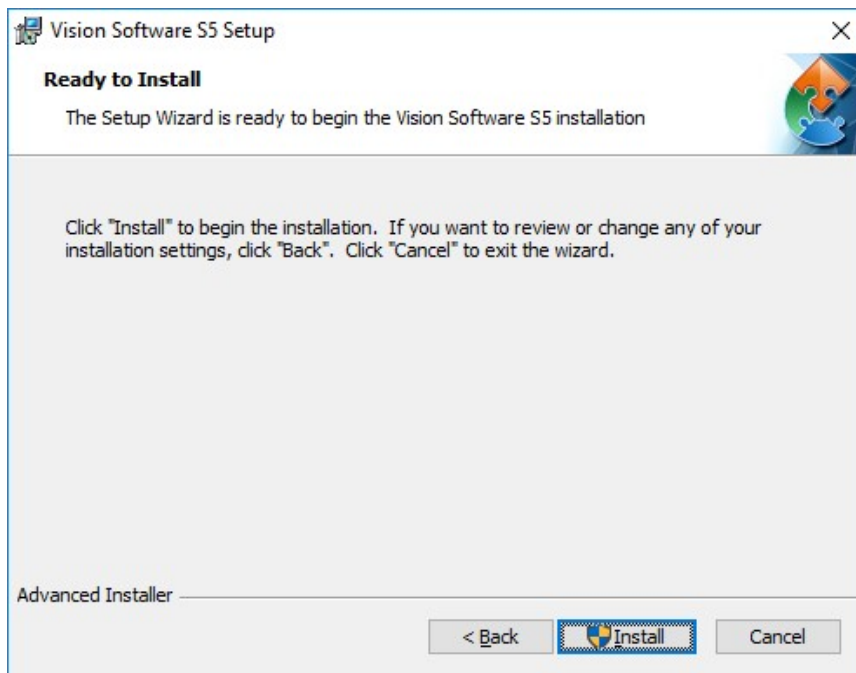 Vision Software S5 Setup
Ready to Install
The Setup Wizard is ready to begin the Vision Software S5 installation
Click "Install" to begin the installation.  If you want to review or change any of your
installation settings, click "Back".  Click "Cancel" to exit the wizard.
Advanced Installer
< Back Install Cancel